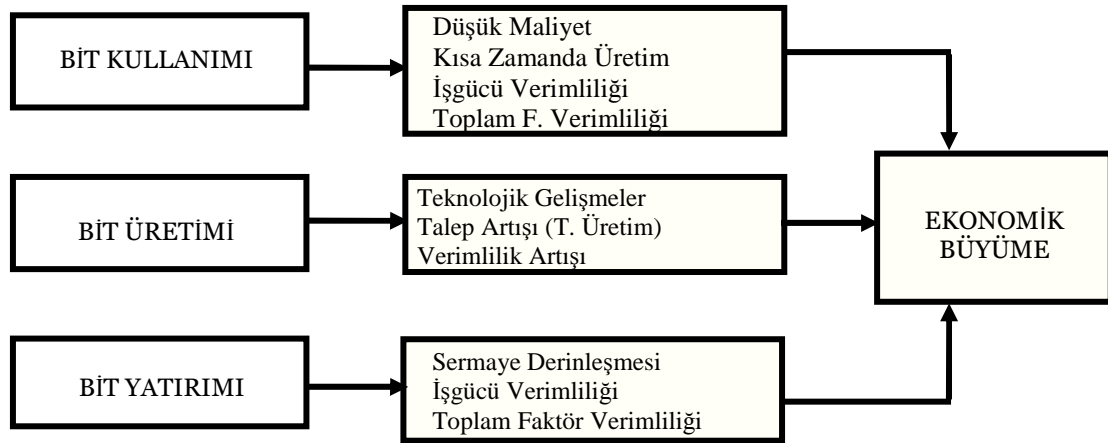 BİT KULLANIMI
Düşük Maliyet
Kısa Zamanda Üretim
İşgücü Verimliliği
Toplam F. Verimliliği
BİT ÜRETİMİ
Teknolojik Gelişmeler
Talep Artışı (T. Üretim)
Verimlilik Artışı
EKONOMİK
BÜYÜME
BİT YATIRIMI
Sermaye Derinleşmesi
İşgücü Verimliliği
Toplam Faktör Verimliliği